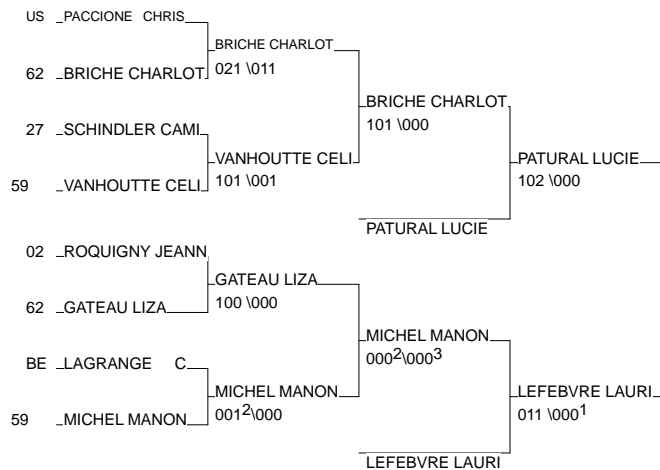 US PACCIONE CHRIS
BRICHE CHARLOT
021 \011
62 BRICHE CHARLOT
BRICHE CHARLOT
101 \000
27 SCHINDLER CAMI
VANHOUTTE CELI
101 \001
PATURAL LUCIE
102 \000
59 VANHOUTTE CELI
PATURAL LUCIE
02 ROQUIGNY JEANN
GATEAU LIZA
100 \000
62 GATEAU LIZA
MICHEL MANON
000²\000³
BE LAGRANGE C
MICHEL MANON
001²\000
LEFEBVRE LAURI
011 \000¹
59 MICHEL MANON
LEFEBVRE LAURI